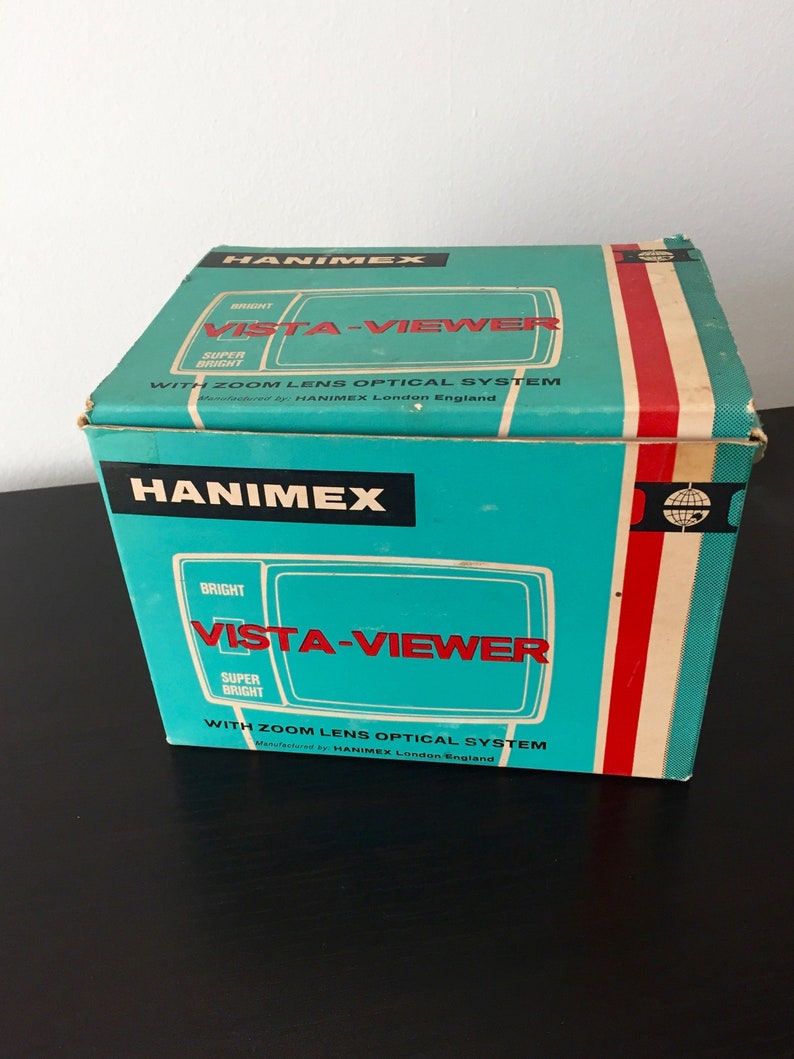 HANIMEX
BRIGHT
VISTA-VIEWER
SUPER
BRIGHT
WITH ZOOM LENS OPTICAL SYSTEM
Manufactured by: HANIMEX London England
HANIMEX
BRIGHT
VISTA-VIEWER
SUPER
BRIGHT
WITH ZOOM LENS OPTICAL SYSTEM
Manufactured by: HANIMEX London England